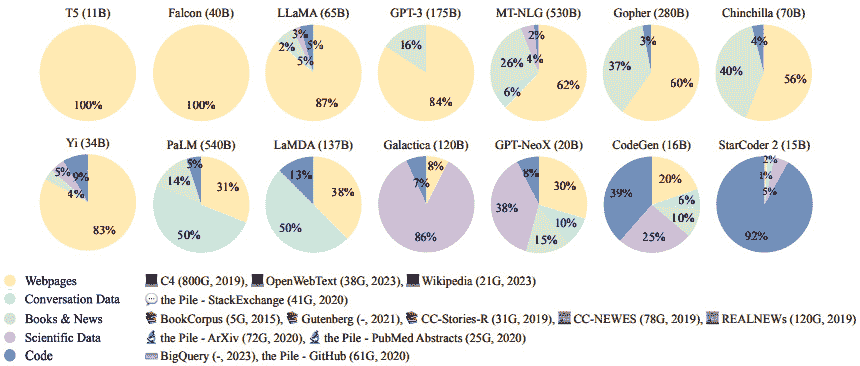 T5 (11B) Falcon (40B) LLaMA (65B) GPT-3 (175B) MT-NLG (530B) Gopher (280B) Chinchilla (70B)
100% 100% 3% 2% 5% 5% 87% 16% 84% 2% 26% 4% 6% 62% 3% 37% 60% 4% 40% 56%
Yi (34B) PaLM (540B) LaMDA (137B) Galactica (120B) GPT-NeoX (20B) CodeGen (16B) StarCoder 2 (15B)
5% 9% 4% 83% 5% 14% 31% 50% 13% 38% 50% 8% 7% 86% 8% 30% 38% 10% 15% 20% 39% 6% 10% 25% 2% 1% 5% 92%
Webpages C4 (800G, 2019), OpenWebText (38G, 2023), Wikipedia (21G, 2023)
Conversation Data the Pile - StackExchange (41G, 2020)
Books & News BookCorpus (5G, 2015), Gutenberg (-, 2021), CC-Stories-R (31G, 2019), CC-NEWES (78G, 2019), REALNEWs (120G, 2019)
Scientific Data the Pile - ArXiv (72G, 2020), the Pile - PubMed Abstracts (25G, 2020)
Code BigQuery (-, 2023), the Pile - GitHub (61G, 2020)